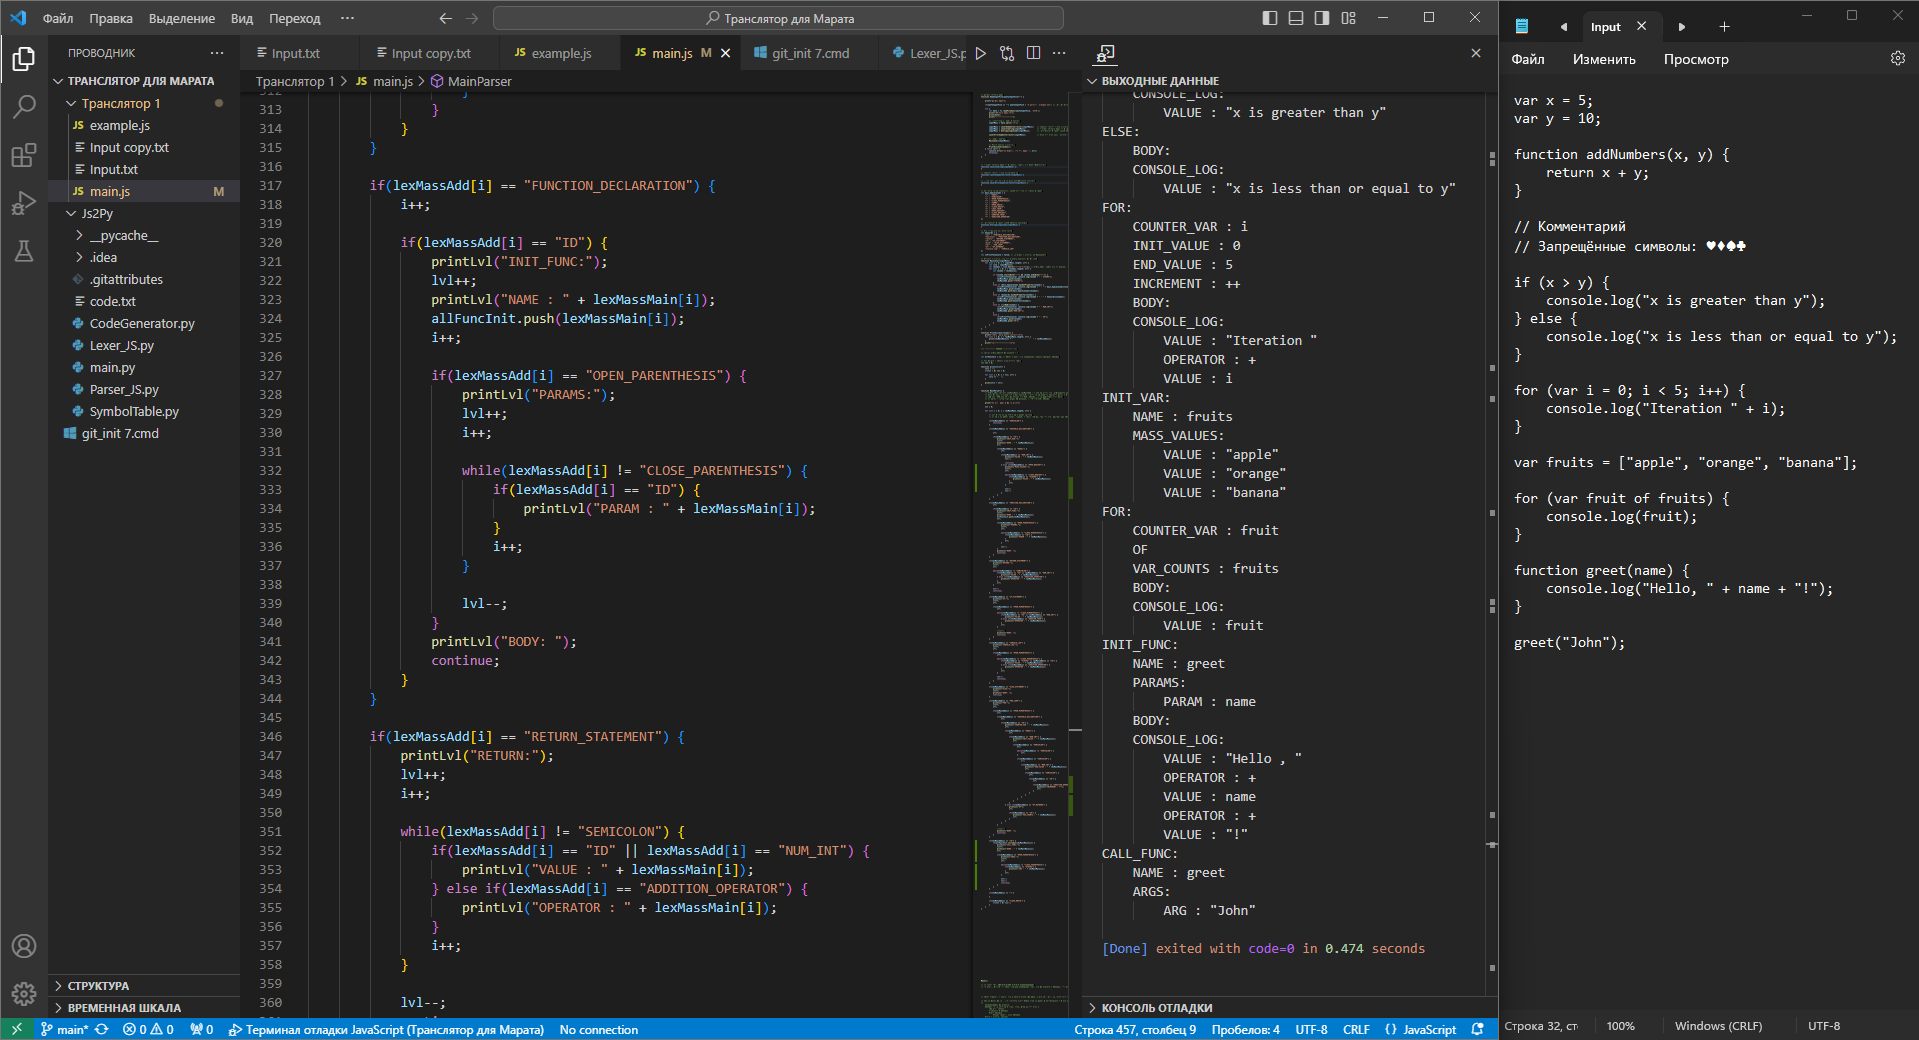 Файл Правка Выделение Вид Переход ···
Транслятор для Марата
ПРОВОДНИК
ТРАНСЛЯТОР ДЛЯ МАРАТА
Транслятор 1
JS example.js
Input copy.txt
Input.txt
JS main.js M
Js2Py
__pycache__
.idea
.gitattributes
code.txt
CodeGenerator.py
Lexer_JS.py
main.py
Parser_JS.py
SymbolTable.py
git_init 7.cmd
СТРУКТУРА
ВРЕМЕННАЯ ШКАЛА
Input.txt
Input copy.txt
JS example.js
JS main.js M
git_init 7.cmd
Lexer_JS.p
Транслятор 1 > JS main.js > MainParser
312 }
313 }
314 }
315 }
316
317 if(lexMassAdd[i] == "FUNCTION_DECLARATION") {
318 i++;
319
320 if(lexMassAdd[i] == "ID") {
321 printLvl("INIT_FUNC:");
322 lvl++;
323 printLvl("NAME : " + lexMassMain[i]);
324 allFuncInit.push(lexMassMain[i]);
325 i++;
326
327 if(lexMassAdd[i] == "OPEN_PARENTHESIS") {
328 printLvl("PARAMS:");
329 lvl++;
330 i++;
331
332 while(lexMassAdd[i] != "CLOSE_PARENTHESIS") {
333 if(lexMassAdd[i] == "ID") {
334 printLvl("PARAM : " + lexMassMain[i]);
335 }
336 i++;
337 }
338
339 lvl--;
340 }
341 printLvl("BODY: ");
342 continue;
343 }
344 }
345
346 if(lexMassAdd[i] == "RETURN_STATEMENT") {
347 printLvl("RETURN:");
348 lvl++;
349 i++;
350
351 while(lexMassAdd[i] != "SEMICOLON") {
352 if(lexMassAdd[i] == "ID" || lexMassAdd[i] == "NUM_INT") {
353 printLvl("VALUE : " + lexMassMain[i]);
354 } else if(lexMassAdd[i] == "ADDITION_OPERATOR") {
355 printLvl("OPERATOR : " + lexMassMain[i]);
356 }
357 i++;
358 }
359
360 lvl--;
ВЫХОДНЫЕ ДАННЫЕ
CONSOLE_LOG:
VALUE : "x is greater than y"
ELSE:
BODY:
CONSOLE_LOG:
VALUE : "x is less than or equal to y"
FOR:
COUNTER_VAR : i
INIT_VALUE : 0
END_VALUE : 5
INCREMENT : ++
BODY:
CONSOLE_LOG:
VALUE : "Iteration "
OPERATOR : +
VALUE : i
INIT_VAR:
NAME : fruits
MASS_VALUES:
VALUE : "apple"
VALUE : "orange"
VALUE : "banana"
FOR:
COUNTER_VAR : fruit
OF
VAR_COUNTS : fruits
BODY:
CONSOLE_LOG:
VALUE : fruit
INIT_FUNC:
NAME : greet
PARAMS:
PARAM : name
BODY:
CONSOLE_LOG:
VALUE : "Hello , "
OPERATOR : +
VALUE : name
OPERATOR : +
VALUE : "!"
CALL_FUNC:
NAME : greet
ARGS:
ARG : "John"
[Done] exited with code=0 in 0.474 seconds
КОНСОЛЬ ОТЛАДКИ
main* 0 0 0 Терминал отладки JavaScript (Транслятор для Марата) No connection
Строка 457, столбец 9 Пробелов: 4 UTF-8 CRLF {} JavaScript
Input
Файл Изменить Просмотр
var x = 5;
var y = 10;
function addNumbers(x, y) {
return x + y;
}
// Комментарий
// Запрещённые символы: ♥♦♠♣
if (x > y) {
console.log("x is greater than y");
} else {
console.log("x is less than or equal to y");
}
for (var i = 0; i < 5; i++) {
console.log("Iteration " + i);
}
var fruits = ["apple", "orange", "banana"];
for (var fruit of fruits) {
console.log(fruit);
}
function greet(name) {
console.log("Hello, " + name + "!");
}
greet("John");
Строка 32, ст 100% Windows (CRLF) UTF-8